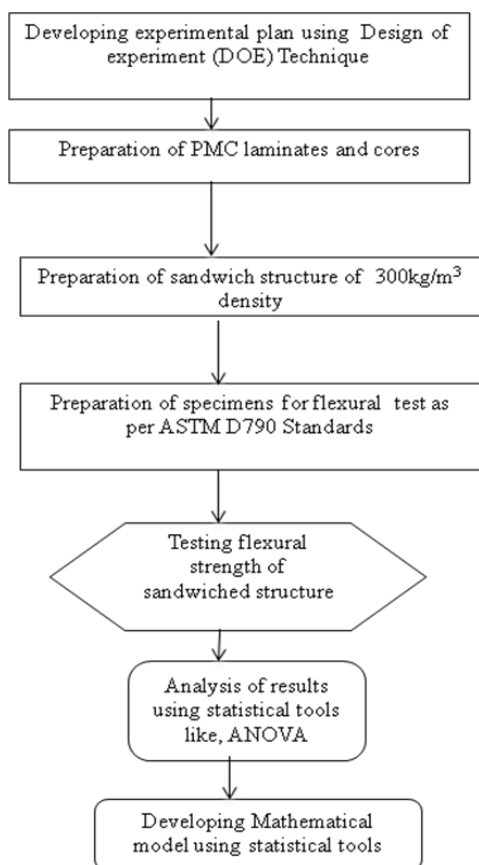 Developing experimental plan using Design of
experiment (DOE) Technique
Preparation of PMC laminates and cores
Preparation of sandwich structure of 300kg/m³
density
Preparation of specimens for flexural test as
per ASTM D790 Standards
Testing flexural
strength of
sandwiched structure
Analysis of results
using statistical tools
like, ANOVA
Developing Mathematical
model using statistical tools